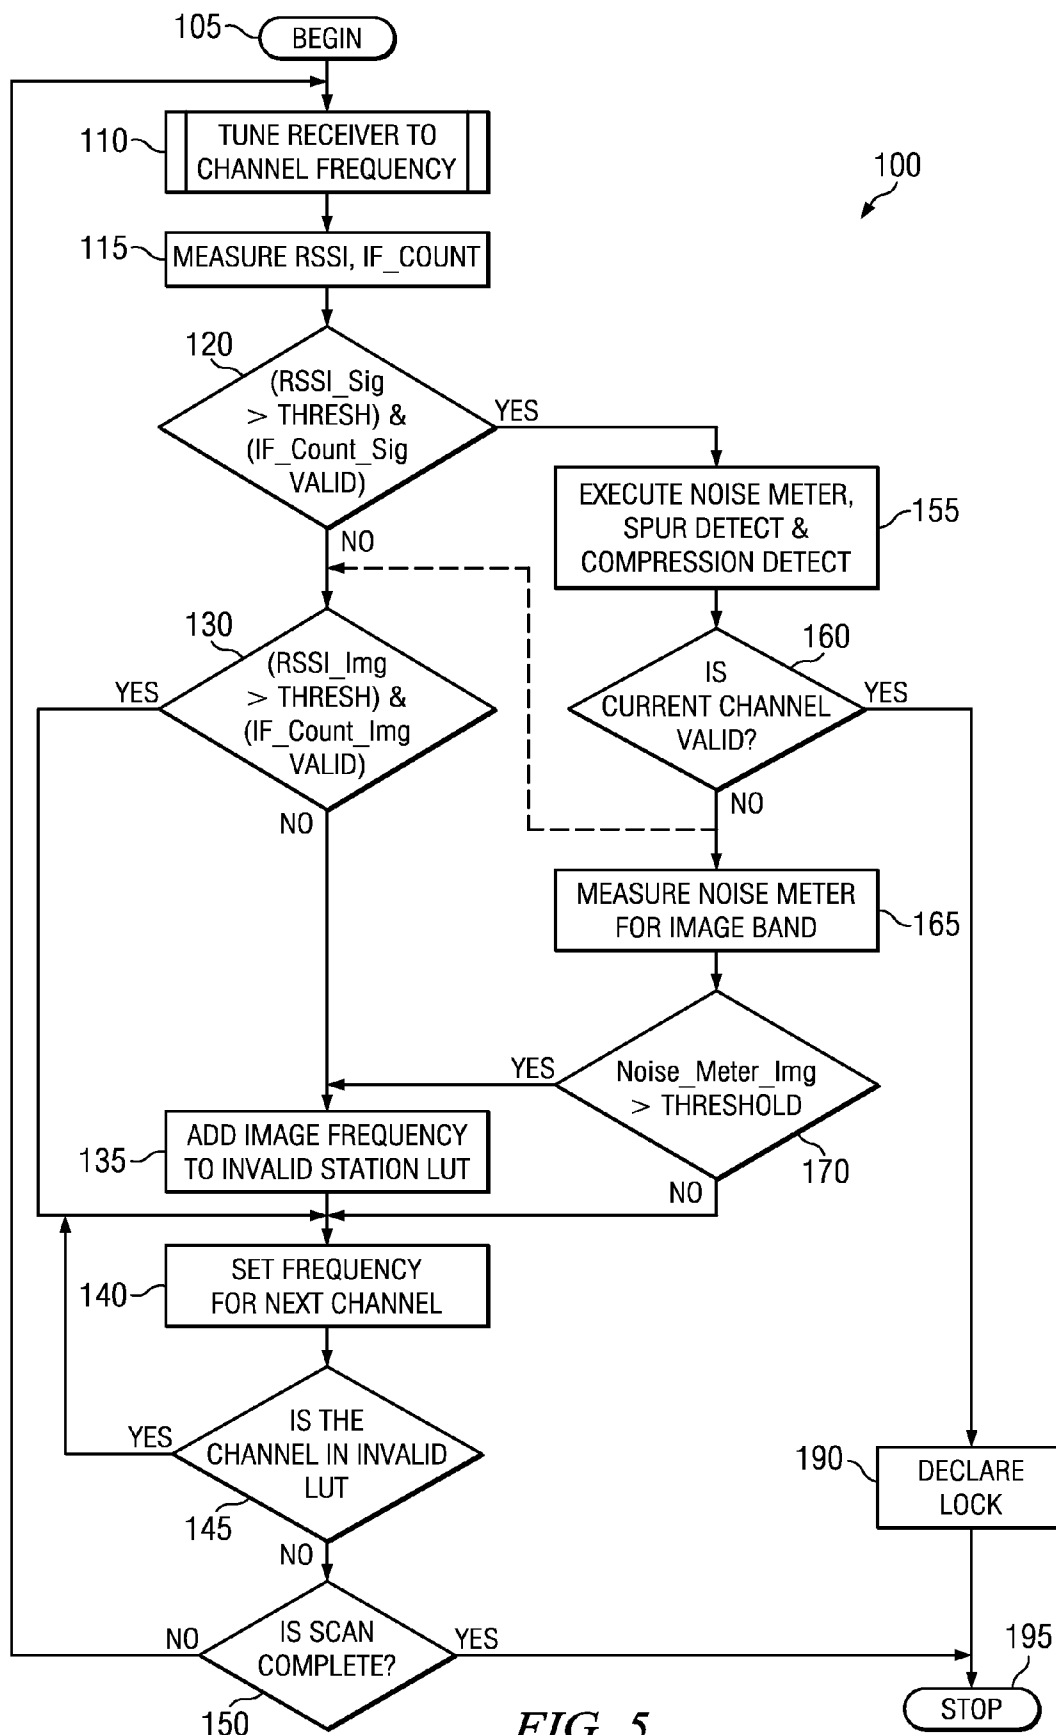 105
BEGIN
110
TUNE RECEIVER TO
CHANNEL FREQUENCY
100
115
MEASURE RSSI, IF_COUNT
120
(RSSI_Sig
> THRESH) &
(IF_Count_Sig
VALID)
YES
NO
EXECUTE NOISE METER,
SPUR DETECT &
COMPRESSION DETECT
155
130
(RSSI_Img
> THRESH) &
(IF_Count_Img
VALID)
YES
NO
160
IS
CURRENT CHANNEL
VALID?
YES
NO
MEASURE NOISE METER
FOR IMAGE BAND
165
YES
Noise_Meter_Img
> THRESHOLD
170
NO
135
ADD IMAGE FREQUENCY
TO INVALID STATION LUT
140
SET FREQUENCY
FOR NEXT CHANNEL
YES
IS THE
CHANNEL IN INVALID
LUT
145
NO
190
DECLARE
LOCK
NO
IS SCAN
COMPLETE?
YES
150
195
STOP
FIG. 5